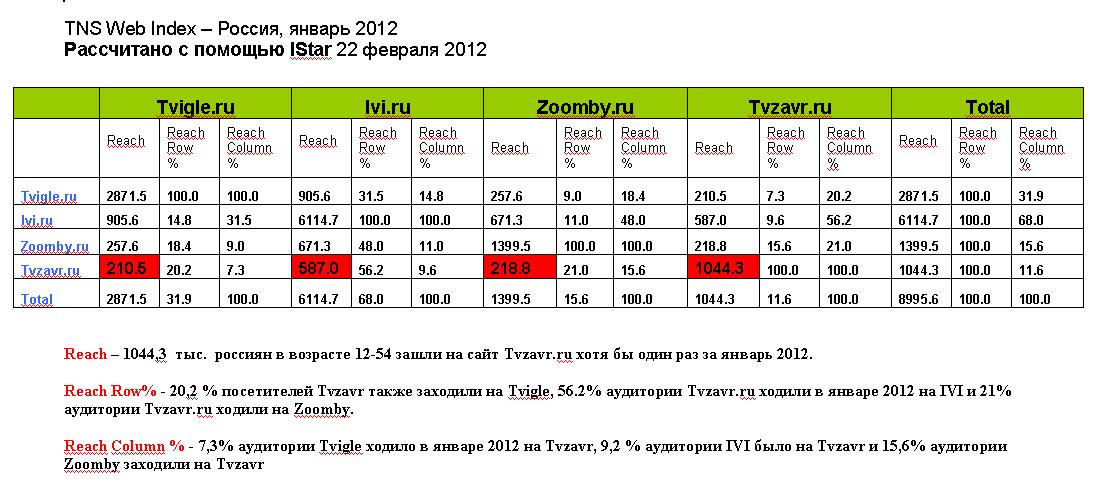 TNS Web Index – Россия, январь 2012
Рассчитано с помощью IStar 22 февраля 2012
Tvigle.ru Ivi.ru Zoomby.ru Tvzavr.ru Total
Reach Reach Row % Reach Column % Reach Reach Row % Reach Column % Reach Reach Row % Reach Column % Reach Reach Row % Reach Column % Reach Reach Row % Reach Column %
Tvigle.ru 2871.5 100.0 100.0 905.6 31.5 14.8 257.6 9.0 18.4 210.5 7.3 20.2 2871.5 100.0 31.9
Ivi.ru 905.6 14.8 31.5 6114.7 100.0 100.0 671.3 11.0 48.0 587.0 9.6 56.2 6114.7 100.0 68.0
Zoomby.ru 257.6 18.4 9.0 671.3 48.0 11.0 1399.5 100.0 100.0 218.8 15.6 21.0 1399.5 100.0 15.6
Tvzavr.ru 210.5 20.2 7.3 587.0 56.2 9.6 218.8 21.0 15.6 1044.3 100.0 100.0 1044.3 100.0 11.6
Total 2871.5 31.9 100.0 6114.7 68.0 100.0 1399.5 15.6 100.0 1044.3 11.6 100.0 8995.6 100.0 100.0
Reach – 1044,3 тыс. россиян в возрасте 12-54 зашли на сайт Tvzavr.ru хотя бы один раз за январь 2012.
Reach Row% - 20,2 % посетителей Tvzavr также заходили на Tvigle, 56.2% аудитории Tvzavr.ru ходили в январе 2012 на IVI и 21%
аудитории Tvzavr.ru ходили на Zoomby.
Reach Column % - 7,3% аудитории Tvigle ходило в январе 2012 на Tvzavr, 9,2 % аудитории IVI было на Tvzavr и 15,6% аудитории
Zoomby заходили на Tvzavr